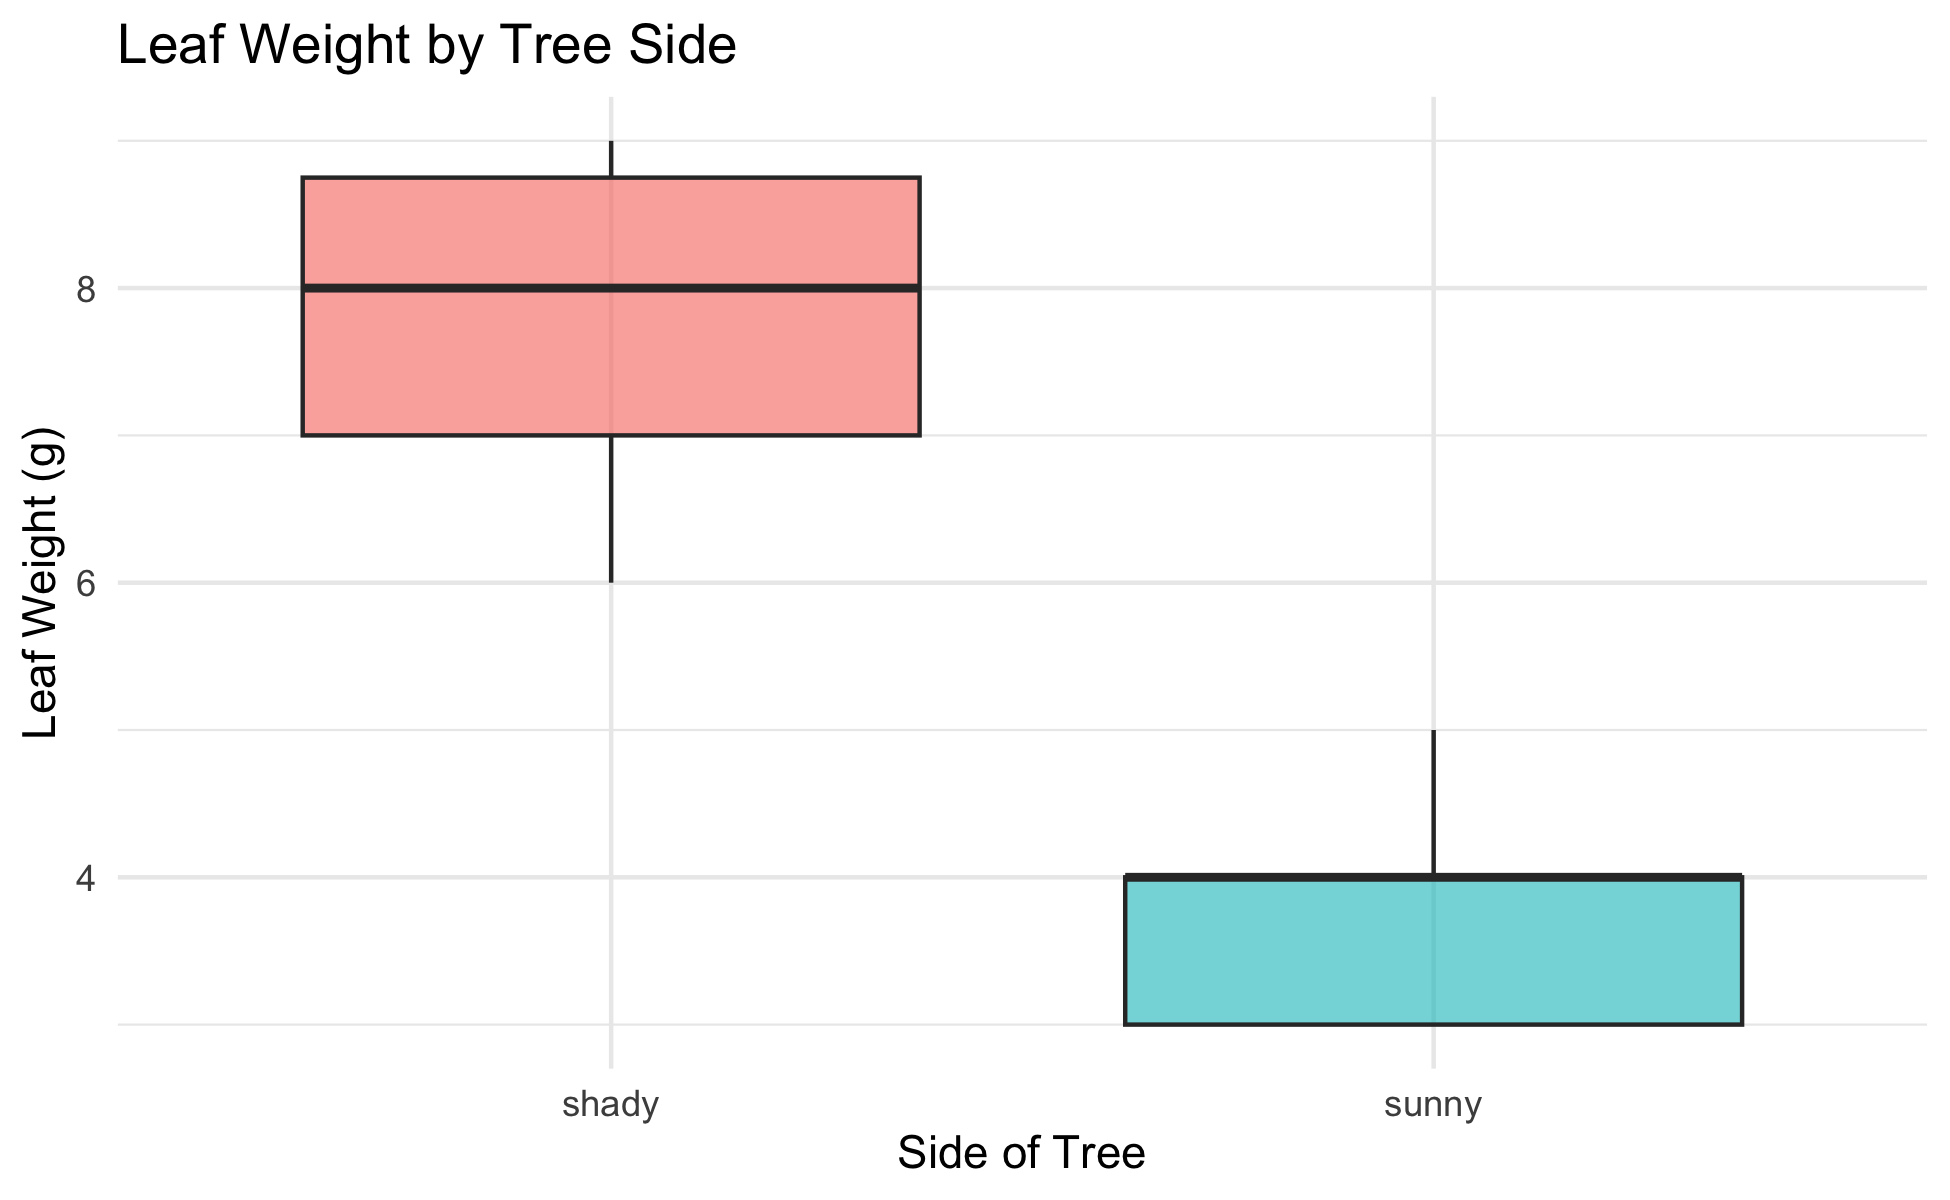 Leaf Weight by Tree Side
Leaf Weight (g)
8
6
4
shady
sunny
Side of Tree